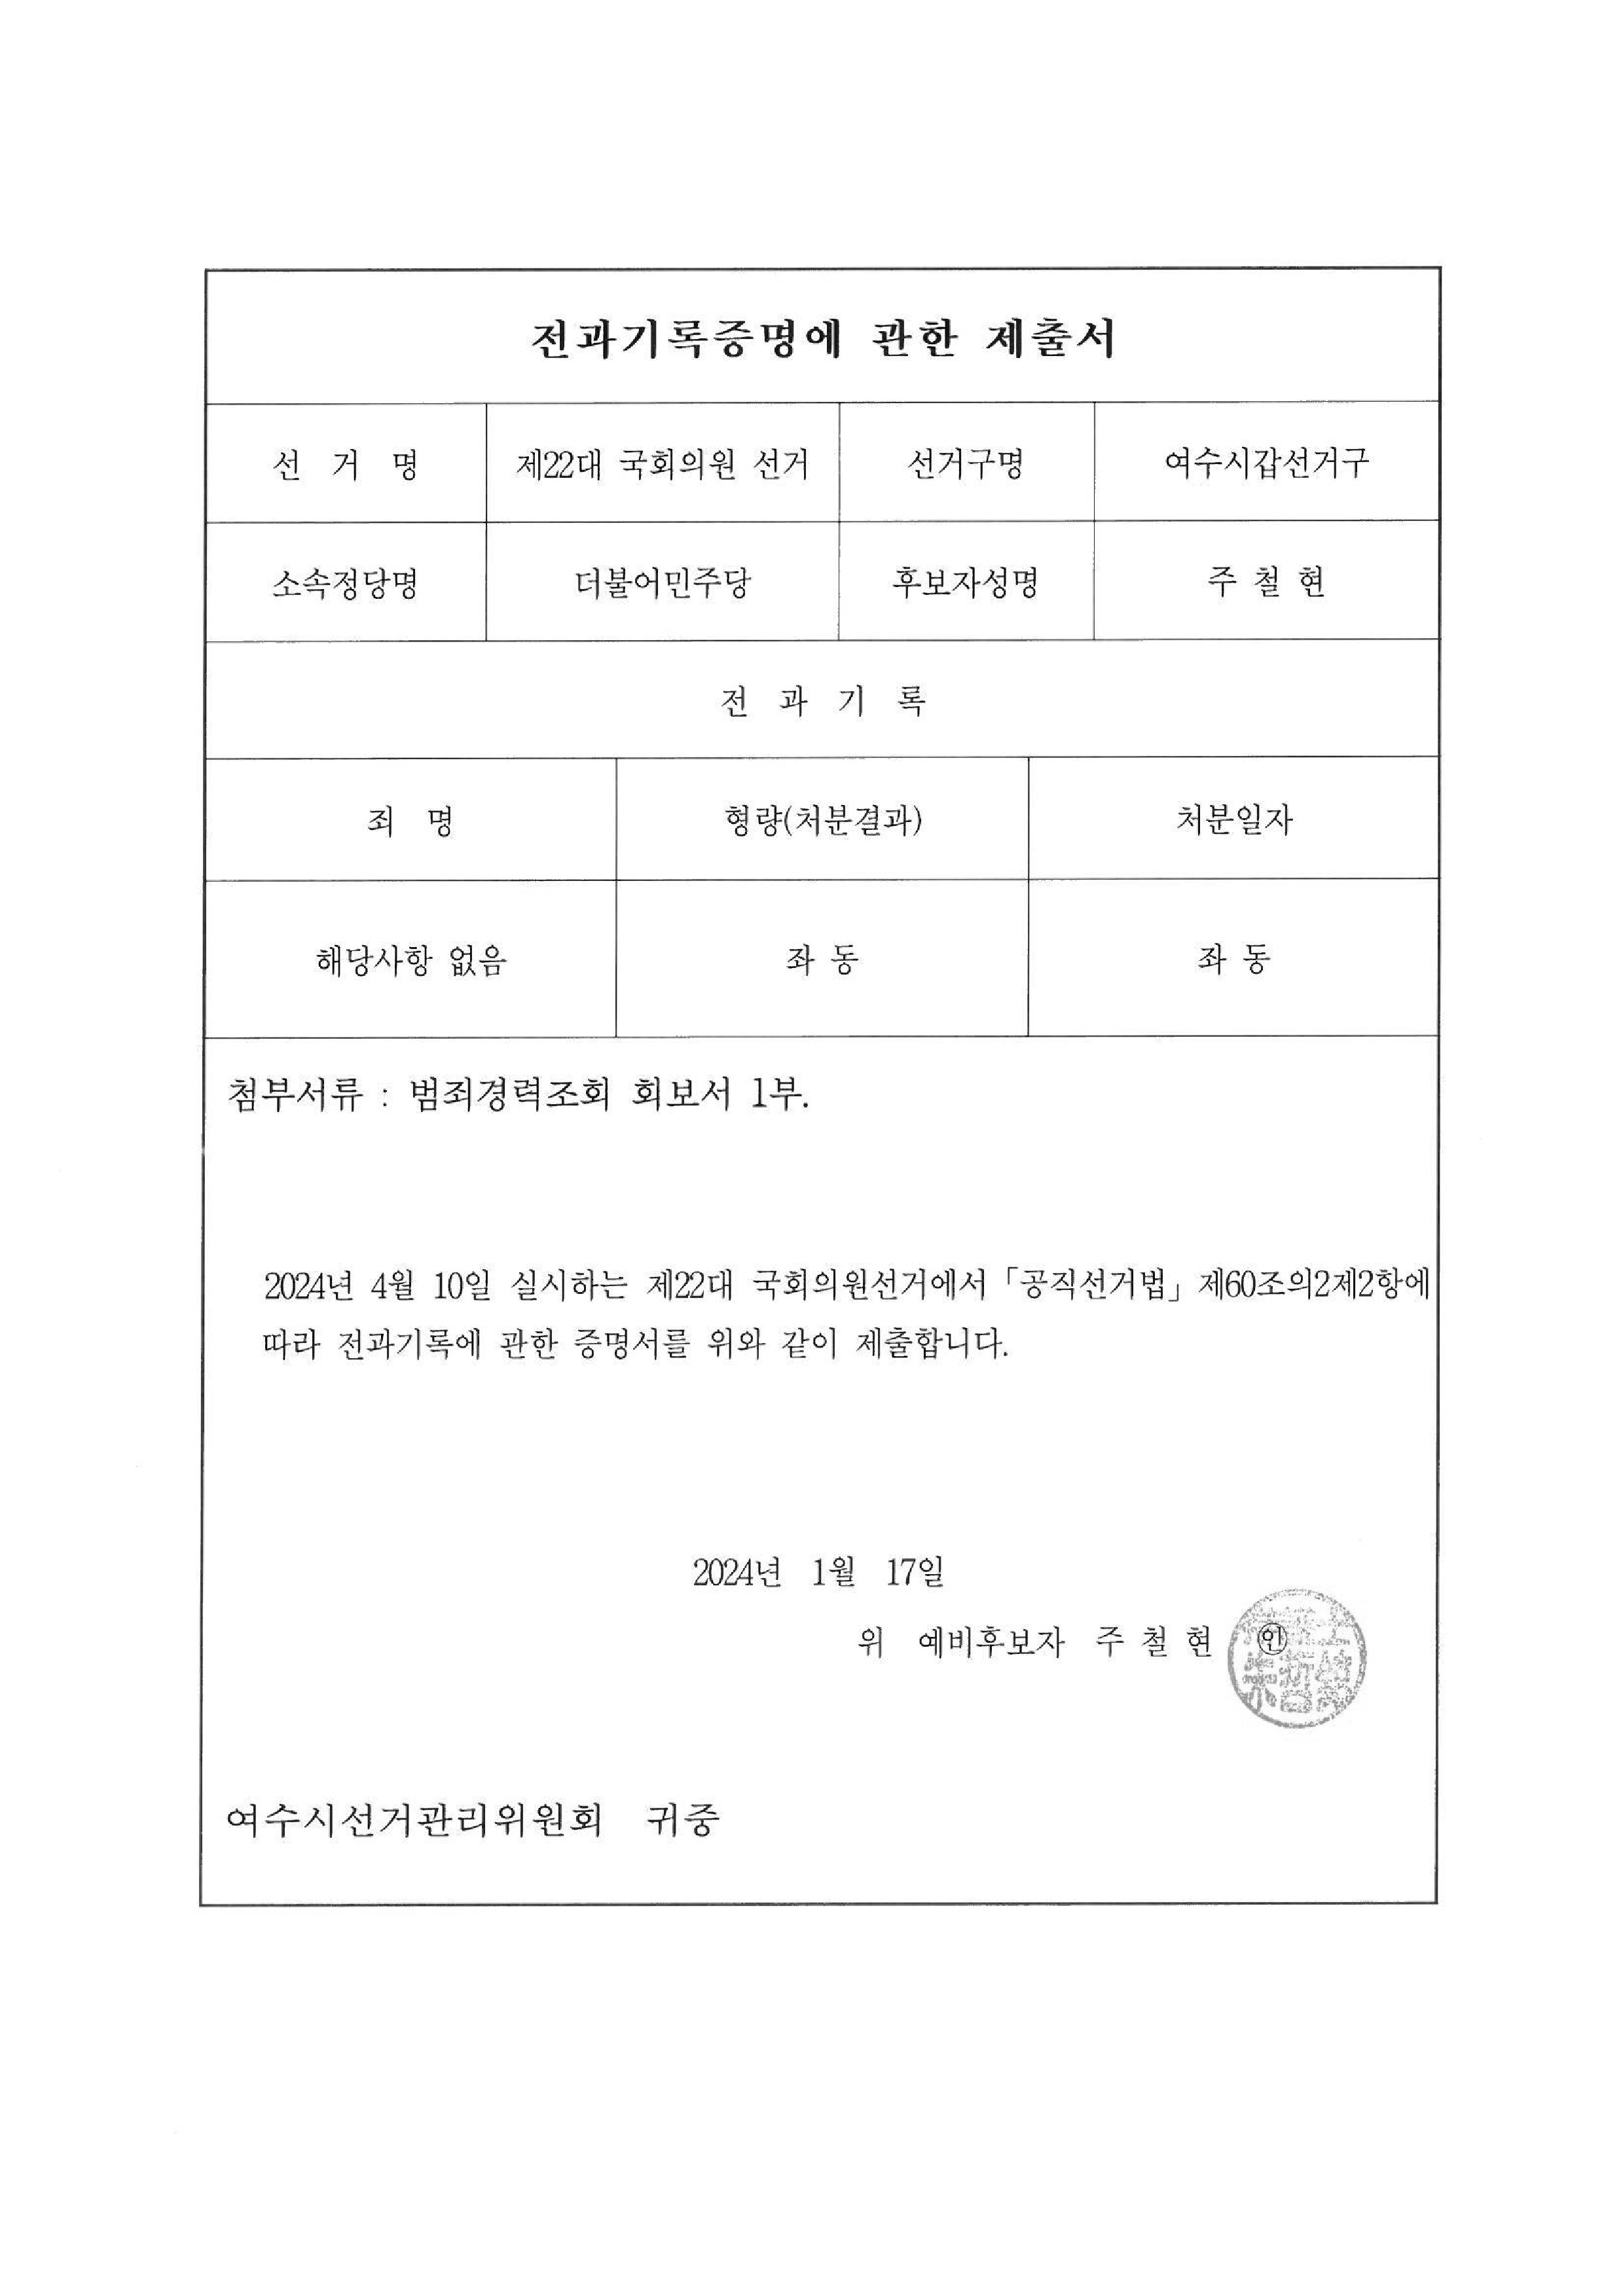 전과기록증명에 관한 제출서
선 거 명 제22대 국회의원 선거 선거구명 여수시갑선거구
소속정당명 더불어민주당 후보자성명 주 철 현
전 과 기 록
죄 명 형량(처분결과) 처분일자
해당사항 없음 좌 동 좌 동
첨부서류 : 범죄경력조회 회보서 1부.
2024년 4월 10일 실시하는 제22대 국회의원선거에서 「공직선거법」 제60조의2제2항에
따라 전과기록에 관한 증명서를 위와 같이 제출합니다.
2024년 1월 17일
위 예비후보자 주 철 현 ㊞
여수시선거관리위원회 귀중